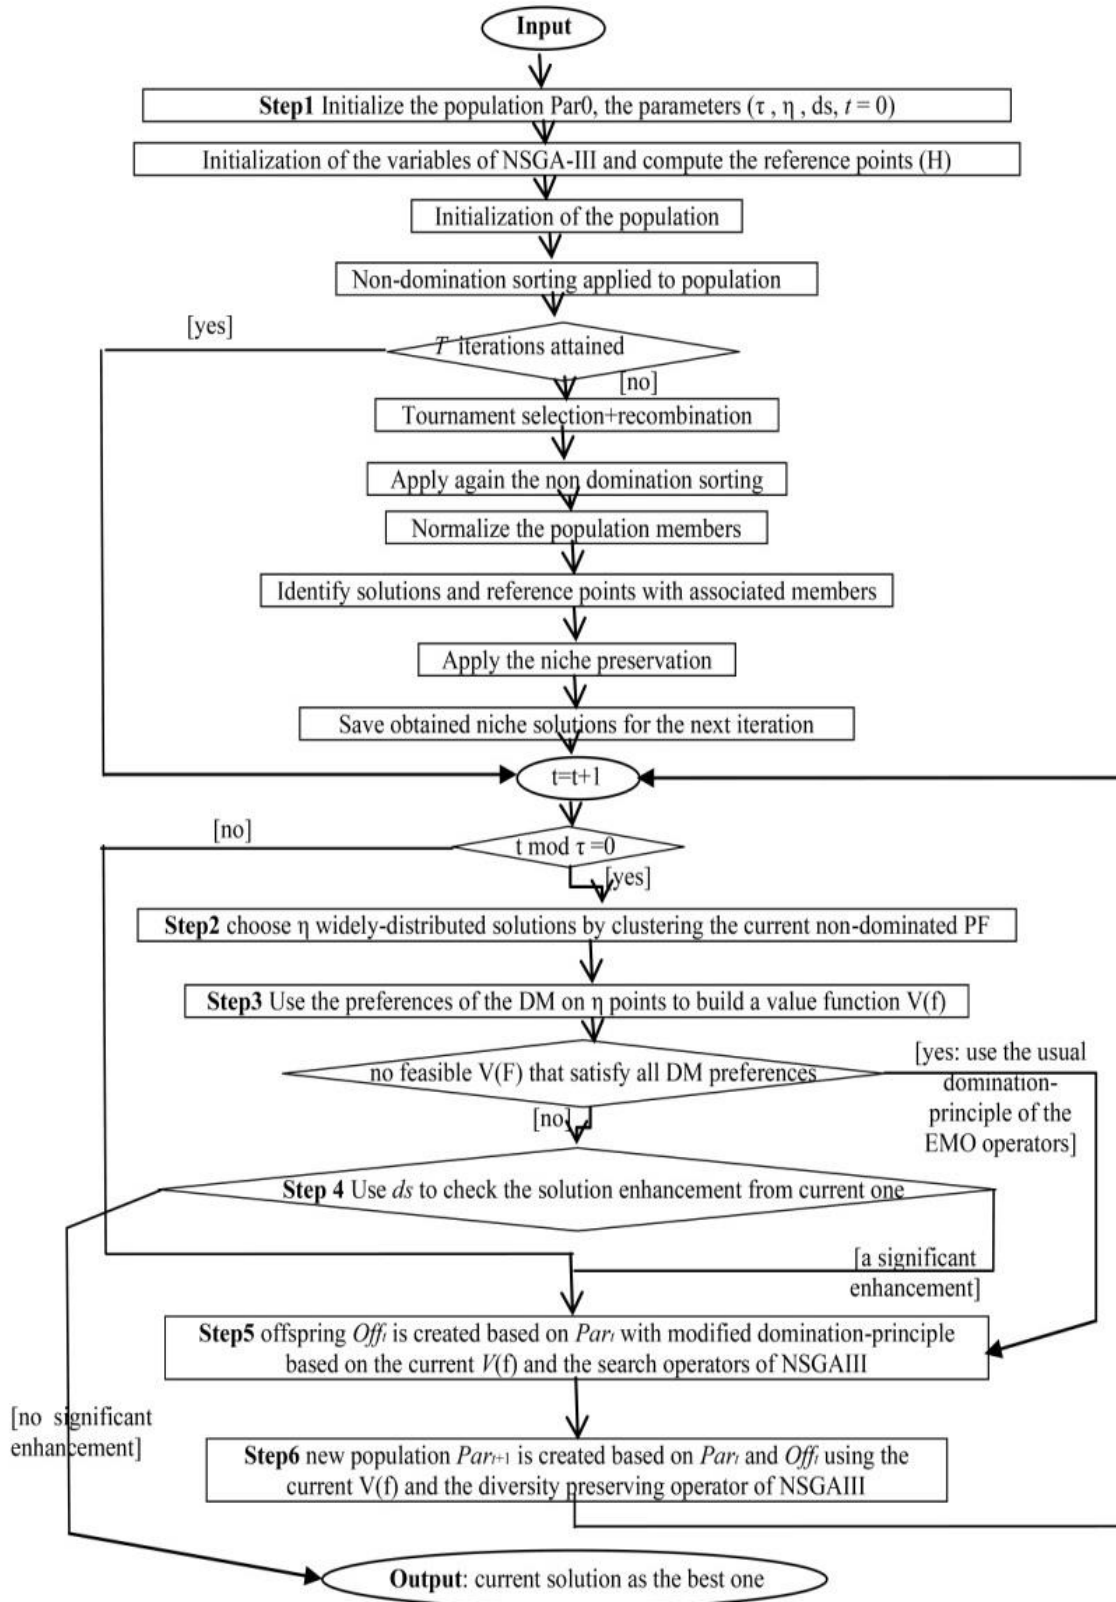 Input
Step1 Initialize the population Par0, the parameters (τ , η , ds, t = 0)
Initialization of the variables of NSGA-III and compute the reference points (H)
Initialization of the population
Non-domination sorting applied to population
[yes]
T iterations attained
[no]
Tournament selection+recombination
Apply again the non domination sorting
Normalize the population members
Identify solutions and reference points with associated members
Apply the niche preservation
Save obtained niche solutions for the next iteration
t=t+1
[no]
t mod τ =0
[yes]
Step2 choose η widely-distributed solutions by clustering the current non-dominated PF
Step3 Use the preferences of the DM on η points to build a value function V(f)
no feasible V(F) that satisfy all DM preferences
[yes: use the usual
domination-
principle of the
EMO operators]
[no]
Step 4 Use ds to check the solution enhancement from current one
[a significant
enhancement]
Step5 offspring Offt is created based on Part with modified domination-principle
based on the current V(f) and the search operators of NSGAIII
[no significant
enhancement]
Step6 new population Part+1 is created based on Part and Offt using the
current V(f) and the diversity preserving operator of NSGAIII
Output: current solution as the best one